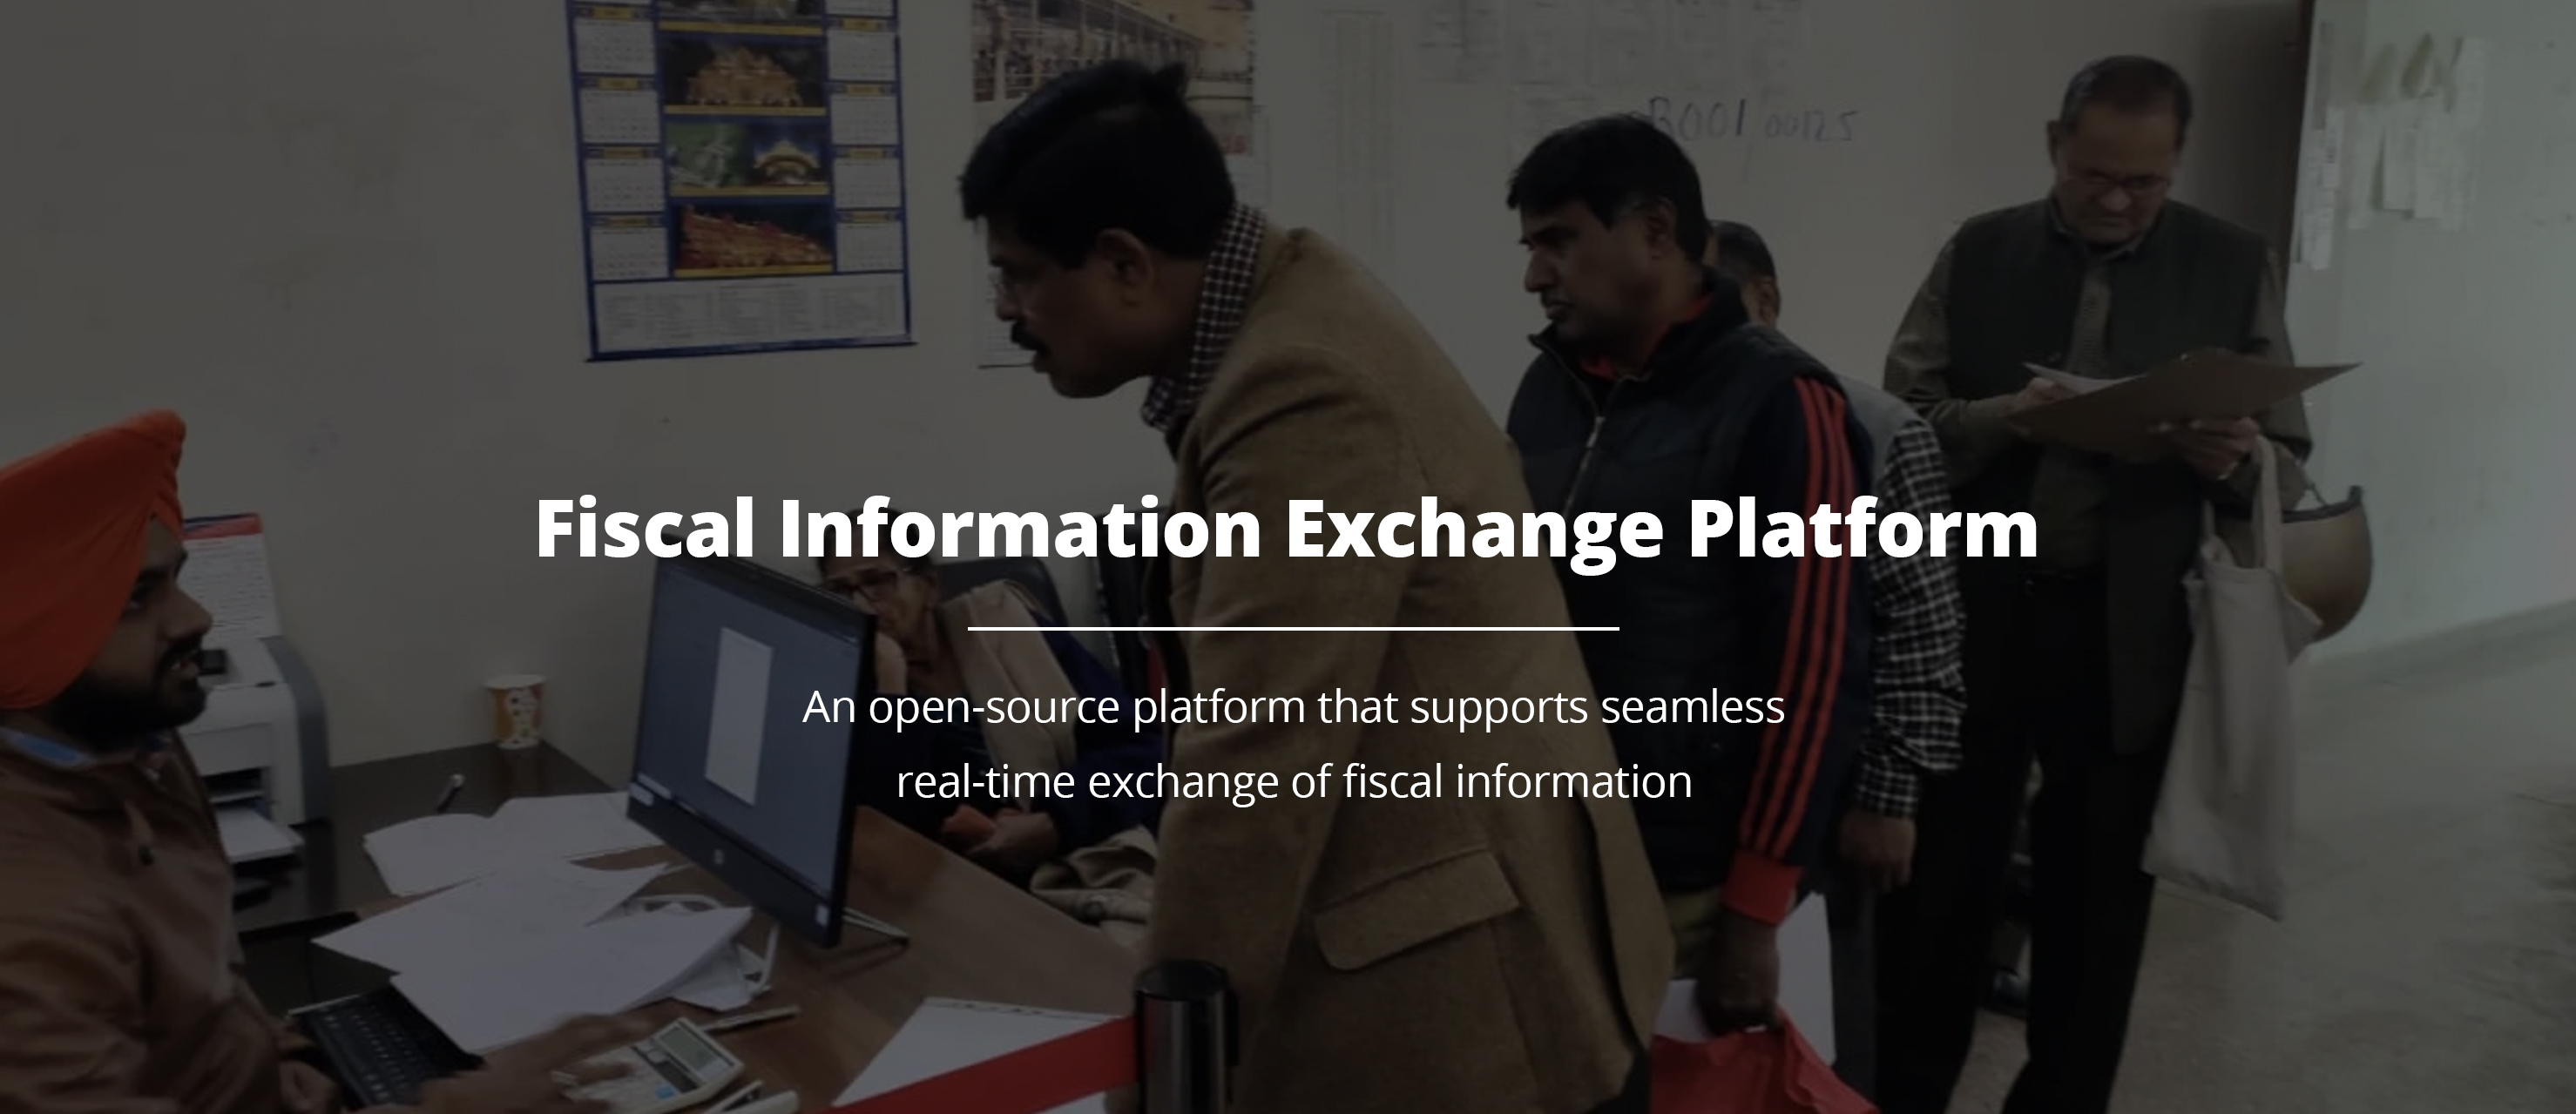 Fiscal Information Exchange Platform
An open-source platform that supports seamless
real-time exchange of fiscal information